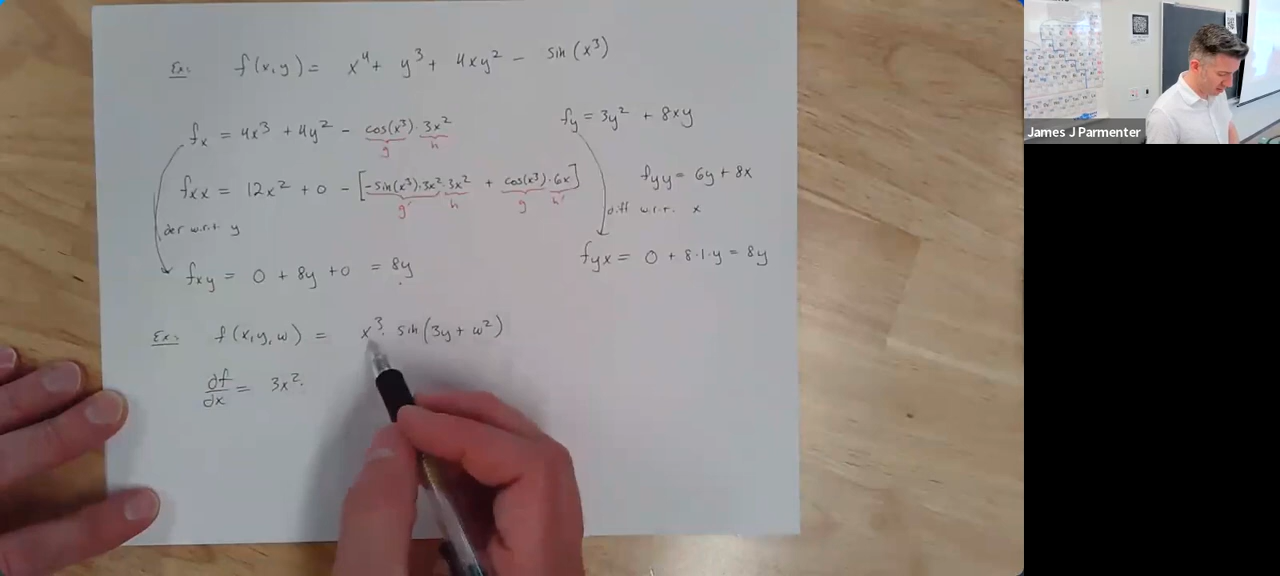 Ex: f(x,y) = x⁴ + y³ + 4xy² - sin(x³)
fx = 4x³ + 4y² - cos(x³)·3x²
g h
fy = 3y² + 8xy
fxx = 12x² + 0 - [-sin(x³)·3x²·3x² + cos(x³)·6x]
g' h g h'
fyy = 6y + 8x
der w.r.t. y
diff w.r.t. x
fxy = 0 + 8y + 0 = 8y
fyx = 0 + 8·1·y = 8y
Ex: f(x,y,w) = x³· sin(3y + w²)
∂f/∂x = 3x²·
James J Parmenter